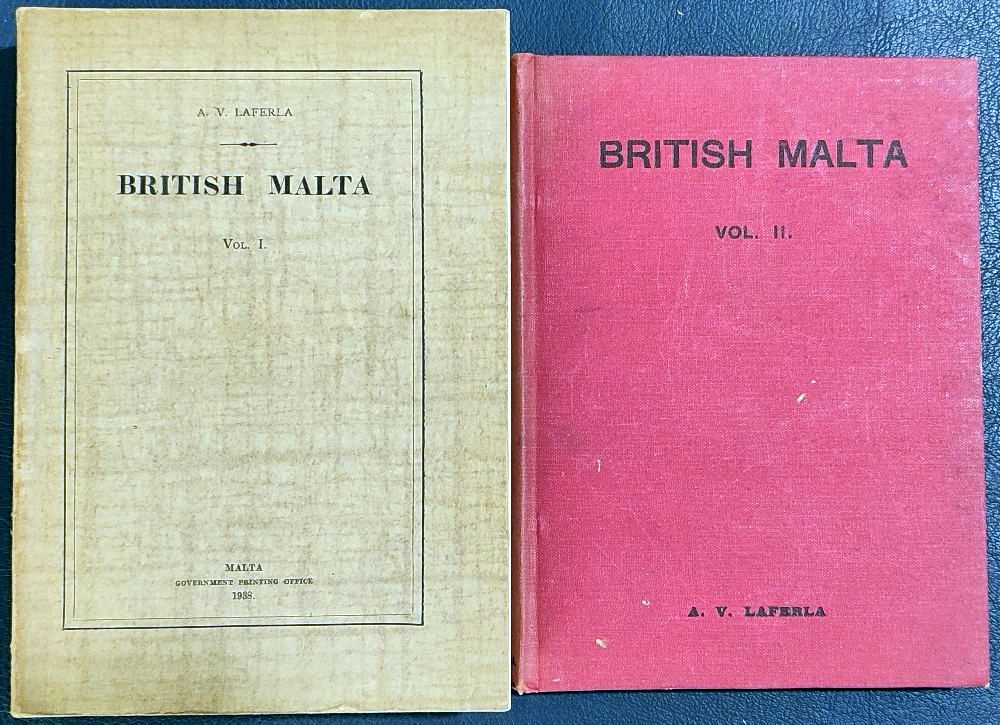 A. V. LAFERLA
BRITISH MALTA
VOL. I.
MALTA
GOVERNMENT PRINTING OFFICE
1938.
BRITISH MALTA
VOL. II.
A. V. LAFERLA